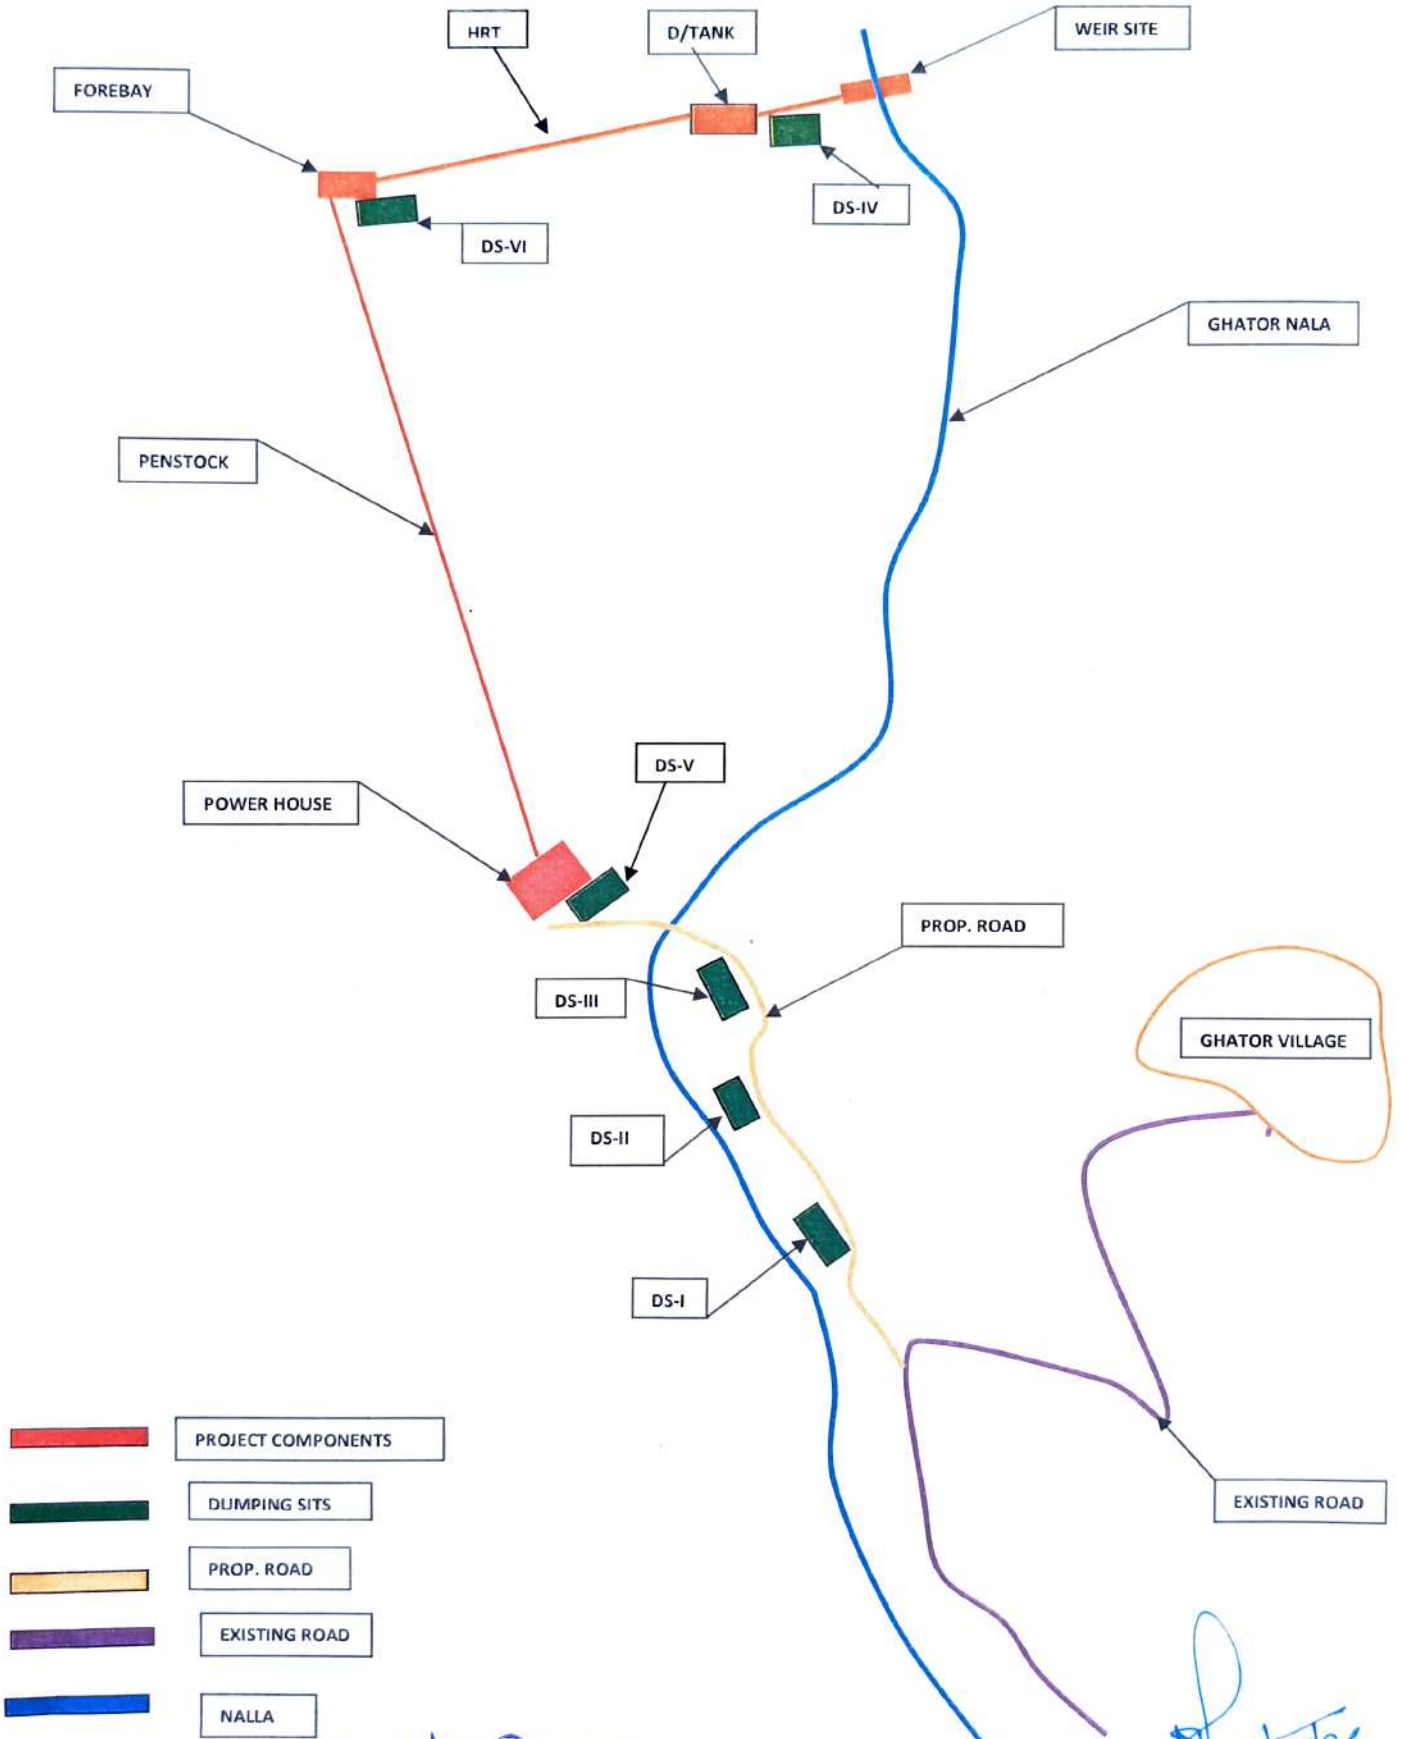 HRT
D/TANK
WEIR SITE
FOREBAY
DS-IV
DS-VI
GHATOR NALA
PENSTOCK
DS-V
POWER HOUSE
PROP. ROAD
DS-III
GHATOR VILLAGE
DS-II
DS-I
PROJECT COMPONENTS
EXISTING ROAD
DUMPING SITS
PROP. ROAD
EXISTING ROAD
NALLA